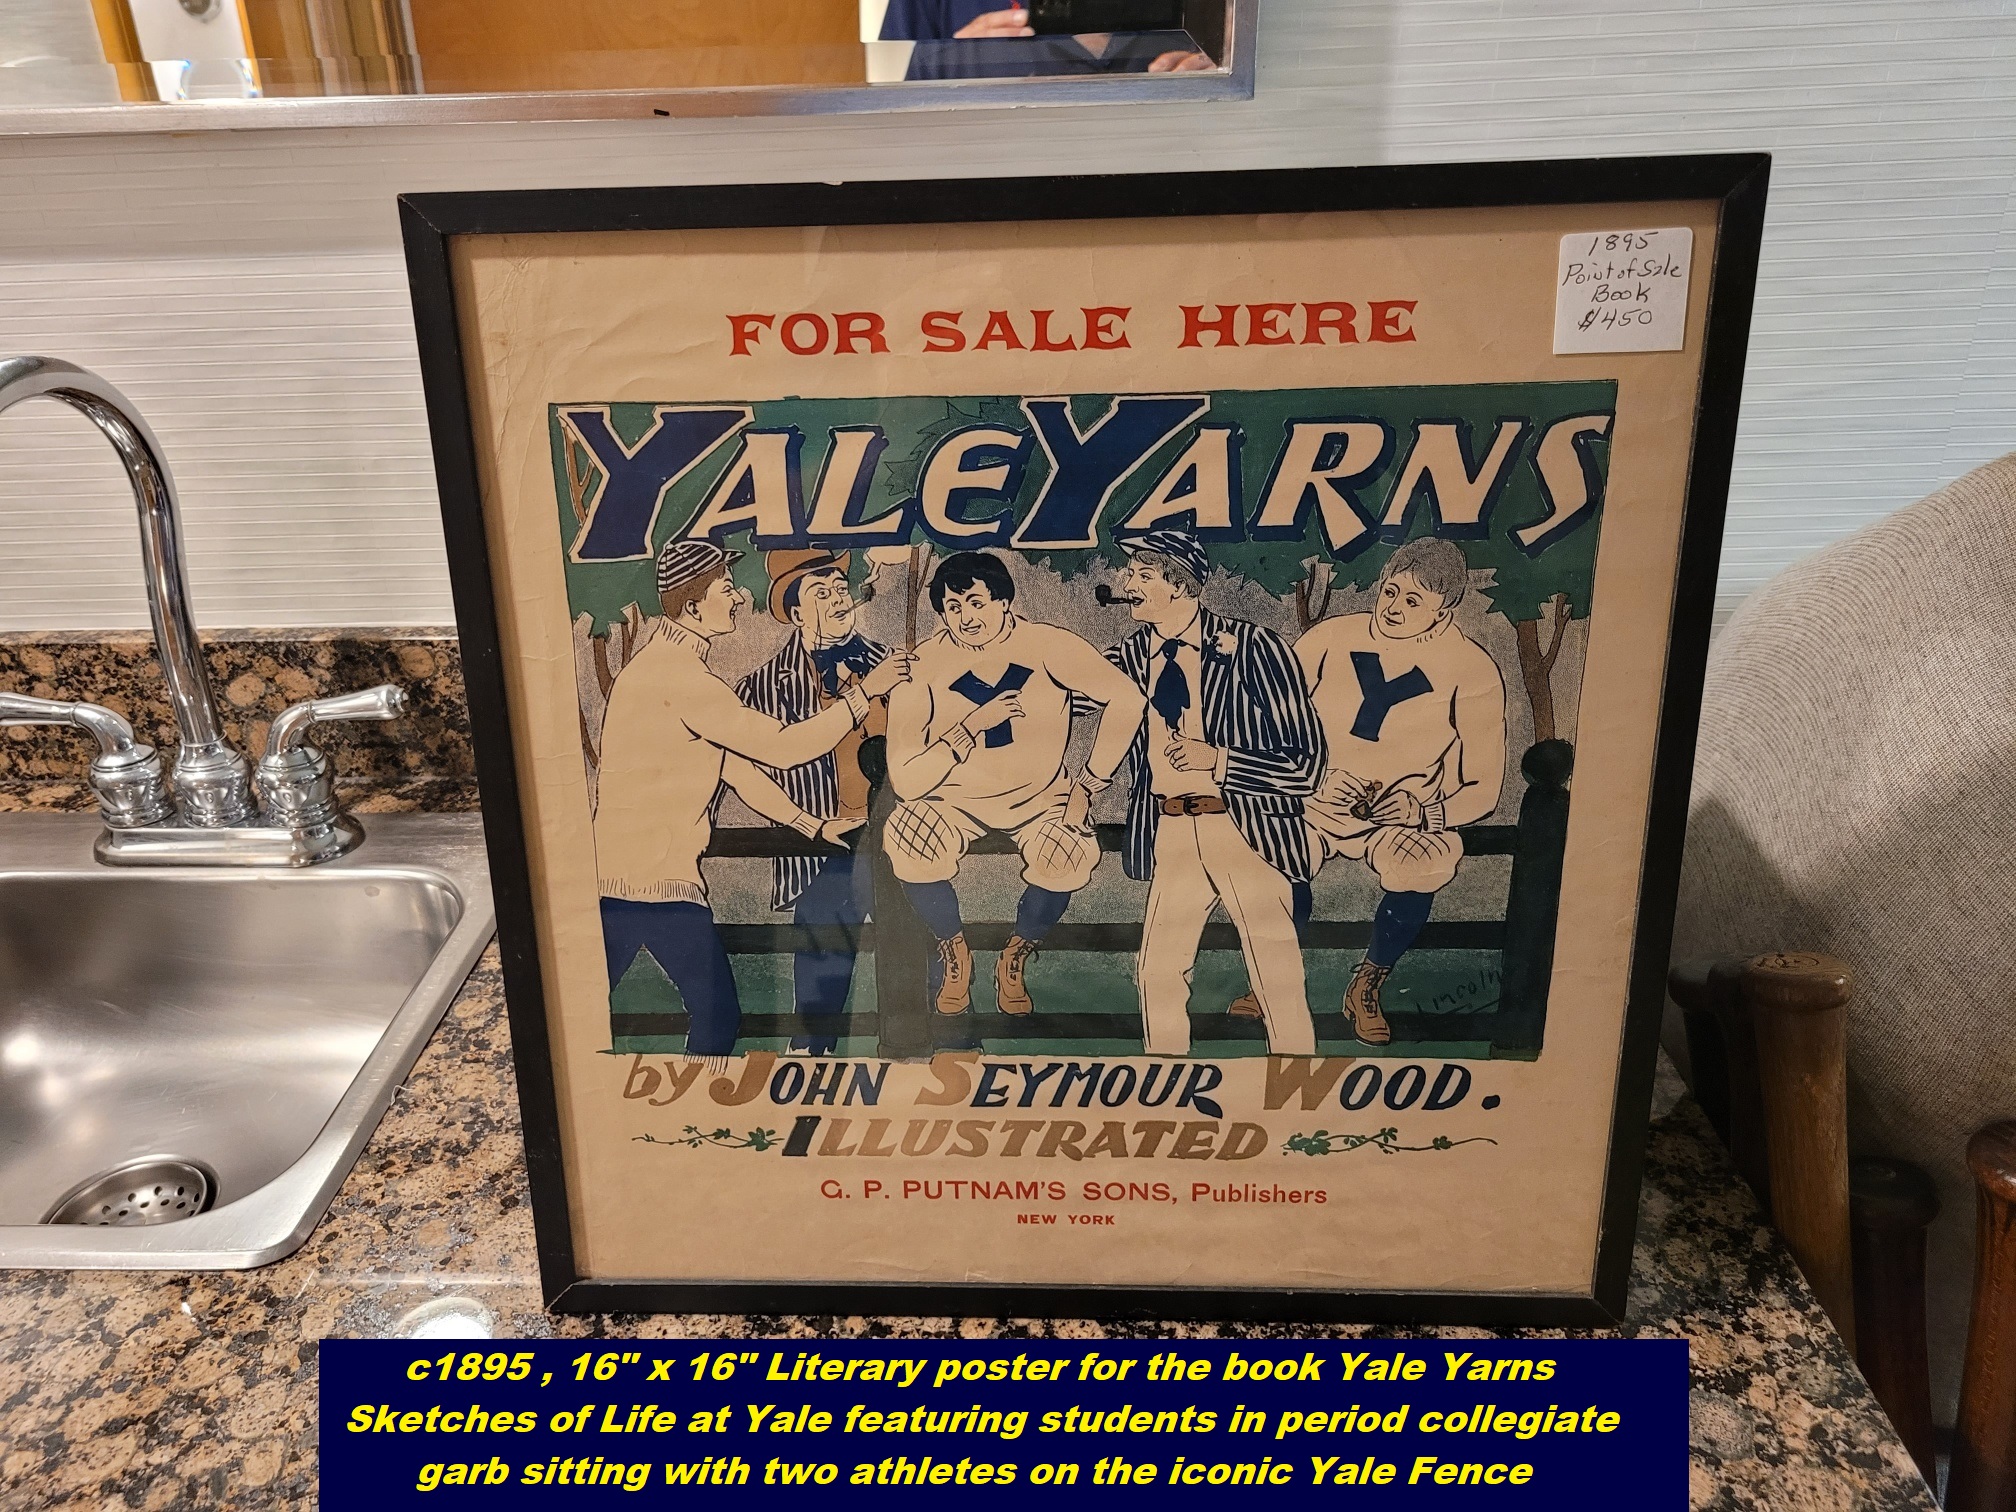 1895
Point of Sale
Book
$450
FOR SALE HERE
YALE YARNS
Y
Y
Lincoln
by JOHN SEYMOUR WOOD.
ILLUSTRATED
G. P. PUTNAM'S SONS, Publishers
NEW YORK
c1895 , 16" x 16" Literary poster for the book Yale Yarns
Sketches of Life at Yale featuring students in period collegiate
garb sitting with two athletes on the iconic Yale Fence